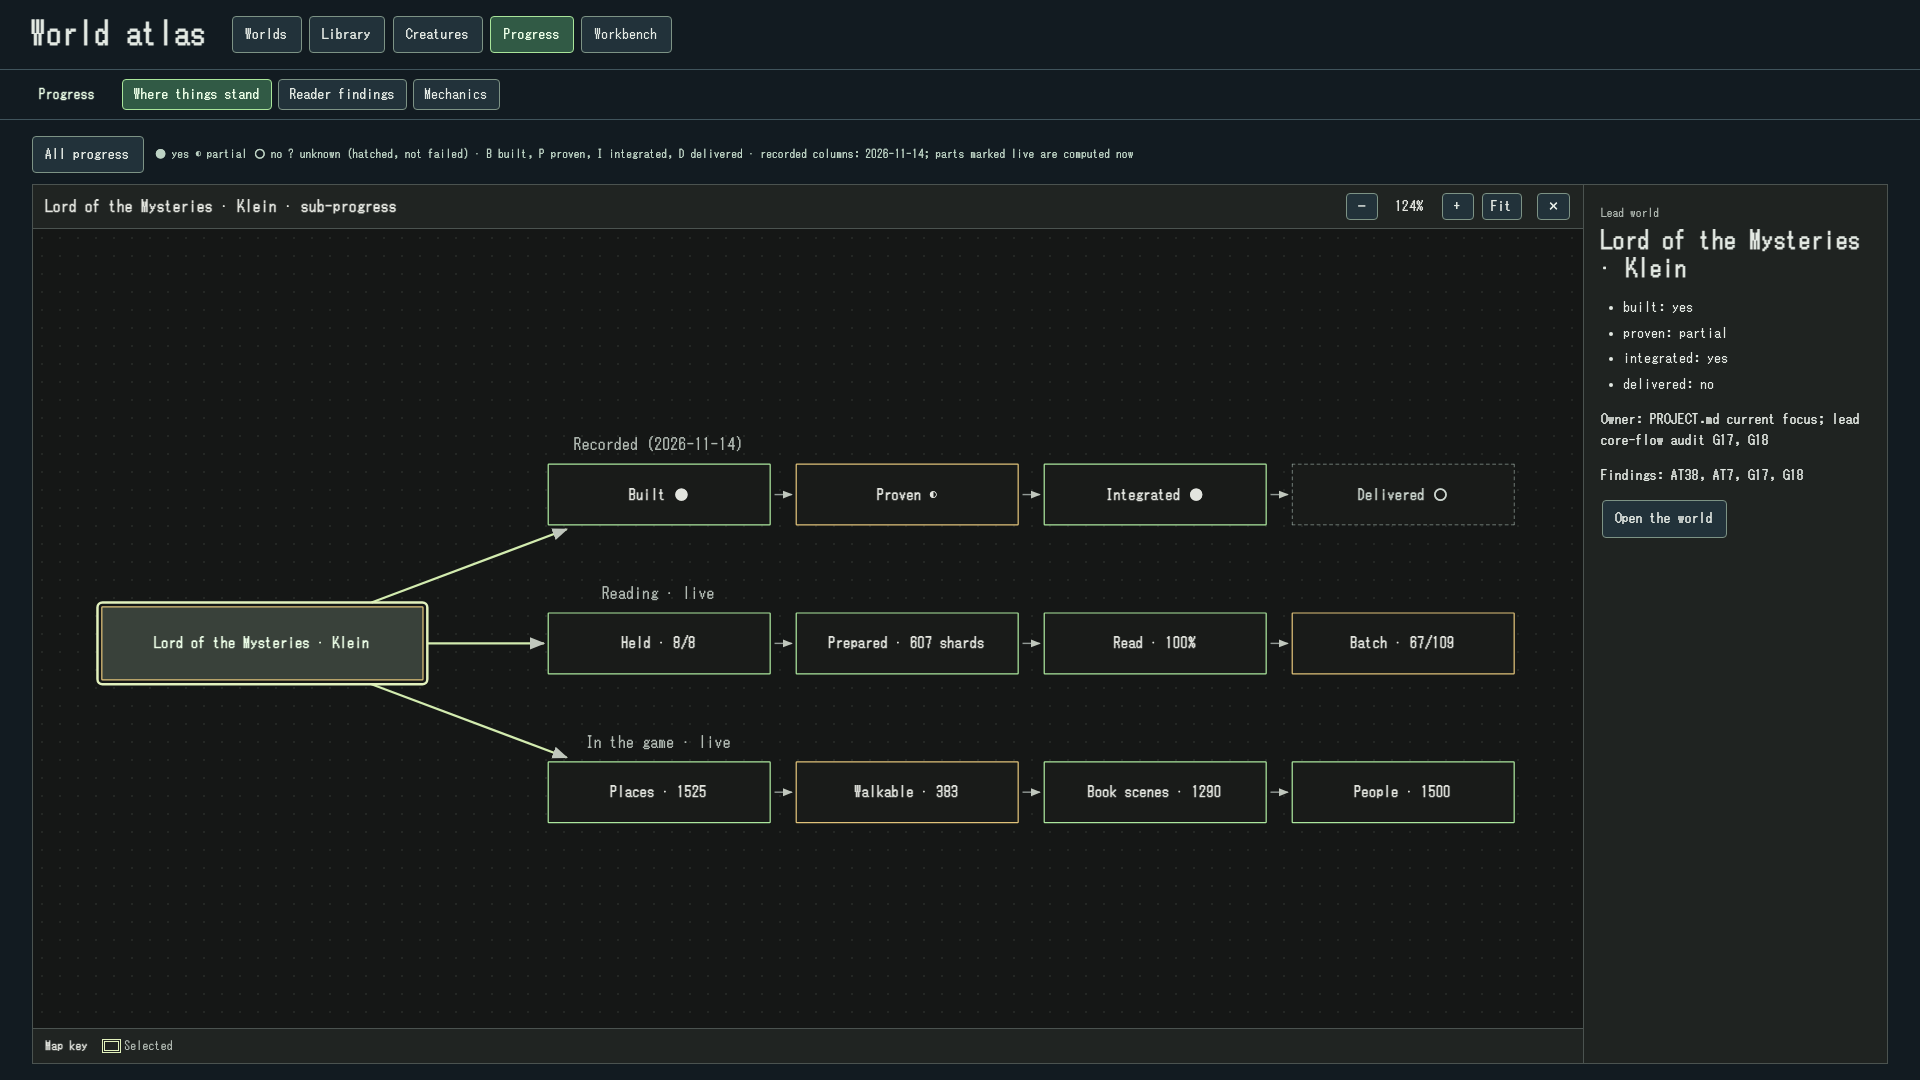 World atlas
Worlds
Library
Creatures
Progress
Workbench
Progress
Where things stand
Reader findings
Mechanics
All progress
● yes ◐ partial ○ no ? unknown (hatched, not failed) · B built, P proven, I integrated, D delivered · recorded columns: 2026-11-14; parts marked live are computed now
Lord of the Mysteries · Klein · sub-progress
−
124%
+
Fit
×
Recorded (2026-11-14)
Built ●
Proven ◐
Integrated ●
Delivered ○
Reading · live
Lord of the Mysteries · Klein
Held · 8/8
Prepared · 607 shards
Read · 100%
Batch · 67/109
In the game · live
Places · 1525
Walkable · 383
Book scenes · 1290
People · 1500
Map key
Selected
Lead world
Lord of the Mysteries
· Klein
• built: yes
• proven: partial
• integrated: yes
• delivered: no
Owner: PROJECT.md current focus; lead
core-flow audit G17, G18
Findings: AT38, AT7, G17, G18
Open the world